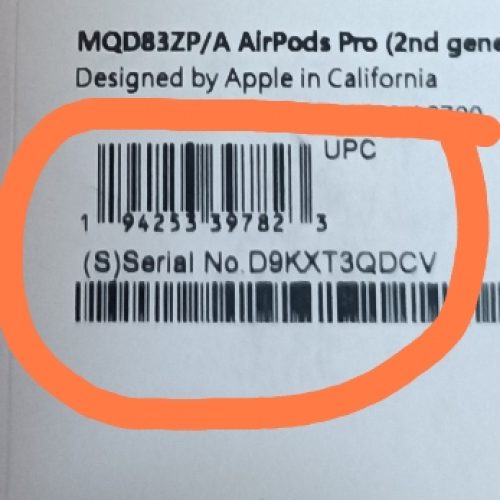 MQD83ZP/A AirPods Pro (2nd gene
Designed by Apple in California
UPC
1 94253 39782 3
(S)Serial No. D9KXT3QDCV